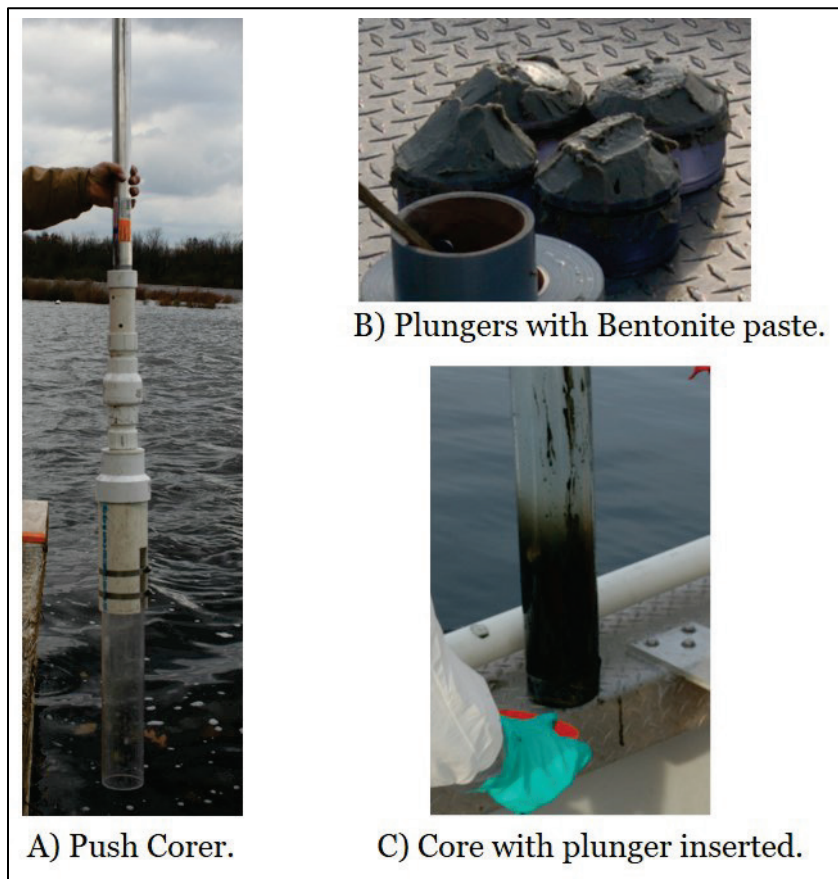 A) Push Corer.
B) Plungers with Bentonite paste.
C) Core with plunger inserted.